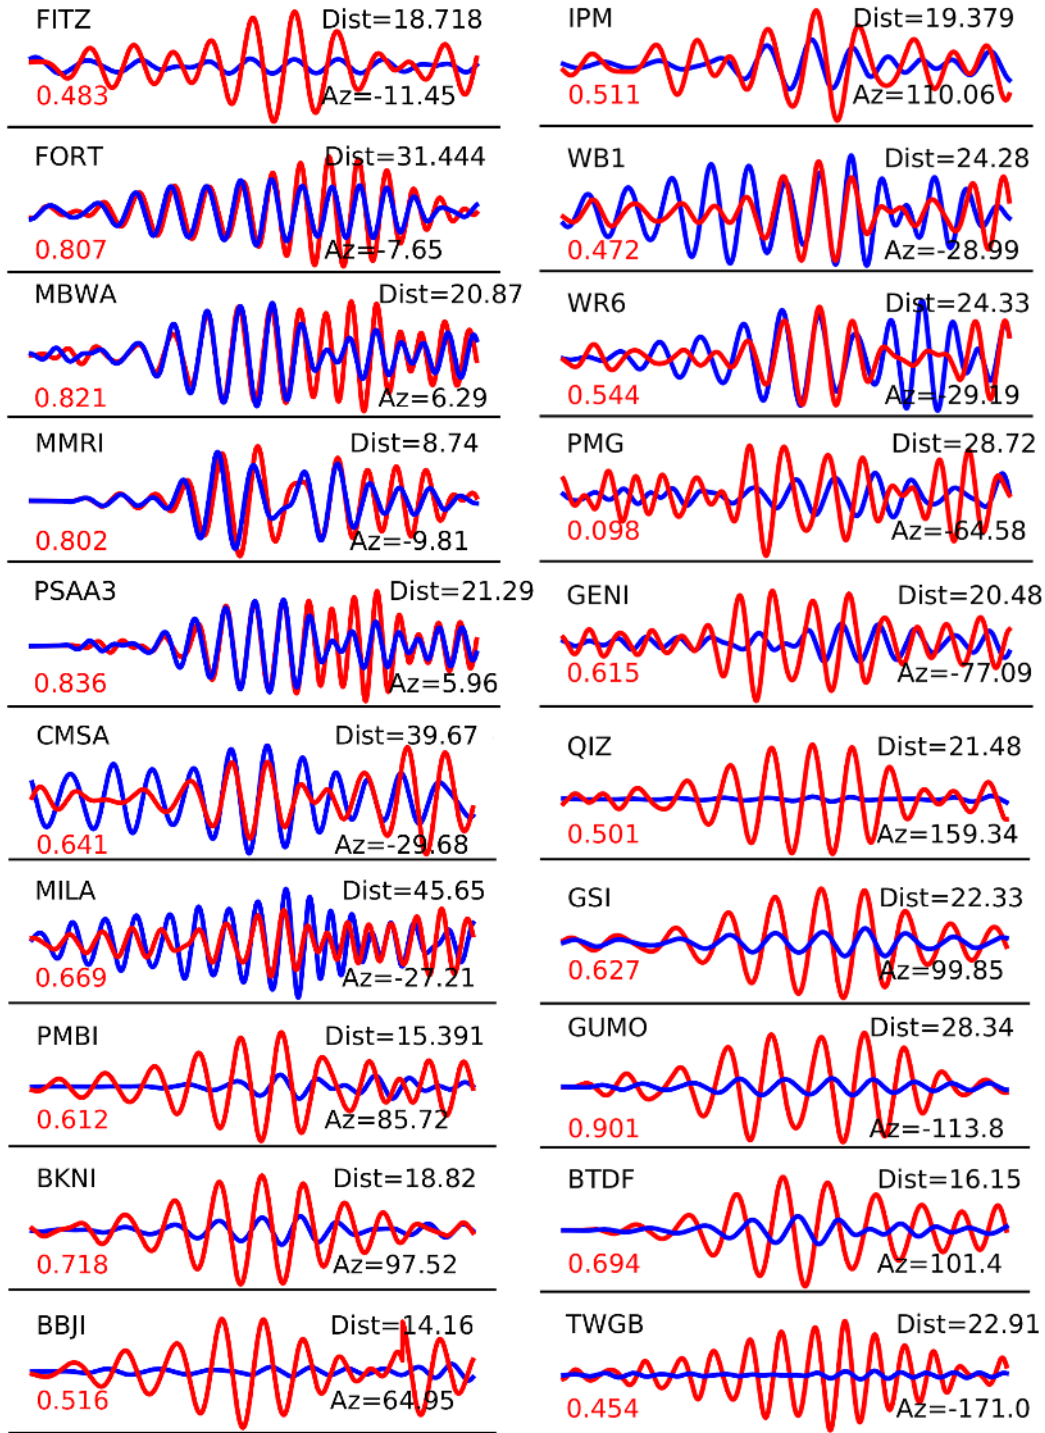 FITZ Dist=18.718
0.483 Az=-11.45
FORT Dist=31.444
0.807 Az=-7.65
MBWA Dist=20.87
0.821 Az=6.29
MMRI Dist=8.74
0.802 Az=-9.81
PSAA3 Dist=21.29
0.836 Az=5.96
CMSA Dist=39.67
0.641 Az=-29.68
MILA Dist=45.65
0.669 Az=-27.21
PMBI Dist=15.391
0.612 Az=85.72
BKNI Dist=18.82
0.718 Az=97.52
BBJI Dist=14.16
0.516 Az=64.95
IPM Dist=19.379
0.511 Az=110.06
WB1 Dist=24.28
0.472 Az=-28.99
WR6 Dist=24.33
0.544 Az=-29.19
PMG Dist=28.72
0.098 Az=-64.58
GENI Dist=20.48
0.615 Az=-77.09
QIZ Dist=21.48
0.501 Az=159.34
GSI Dist=22.33
0.627 Az=99.85
GUMO Dist=28.34
0.901 Az=-113.8
BTDF Dist=16.15
0.694 Az=101.4
TWGB Dist=22.91
0.454 Az=-171.0